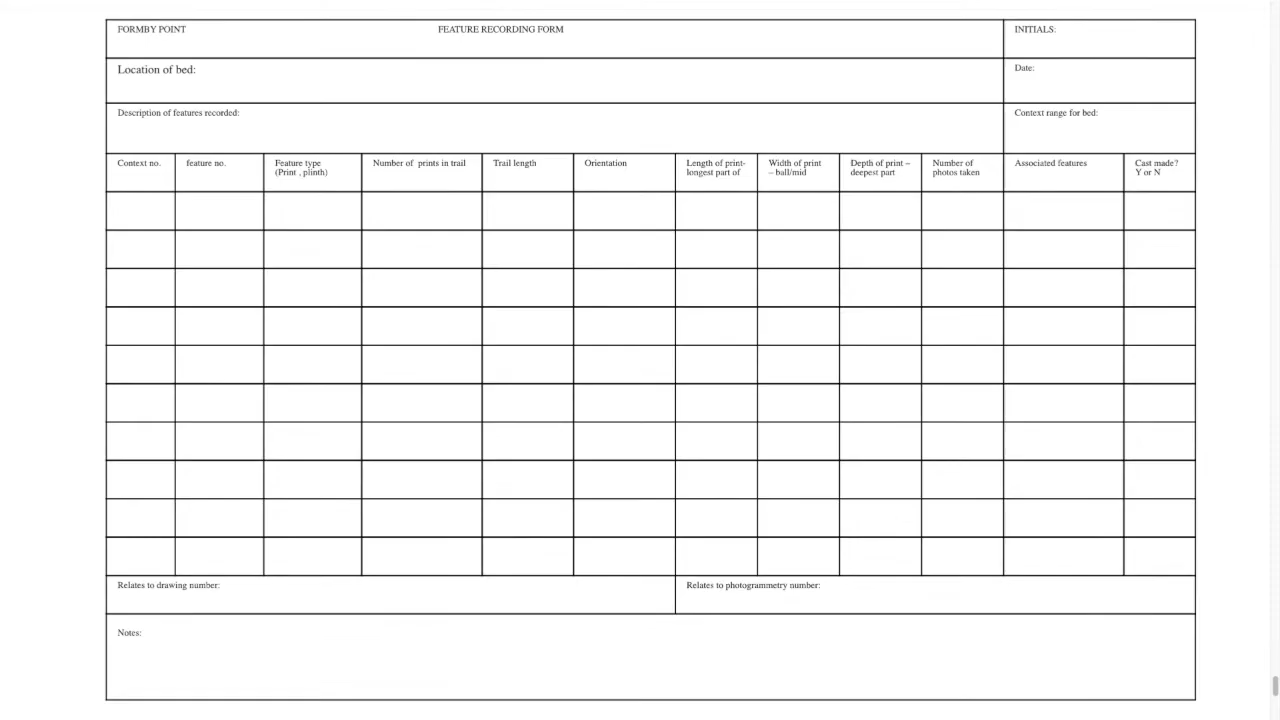 FORMBY POINT FEATURE RECORDING FORM INITIALS:
Location of bed: Date:
Description of features recorded: Context range for bed:
Context no. feature no. Feature type Number of prints in trail Trail length Orientation Length of print- Width of print Depth of print – Number of Associated features Cast made?
(Print , plinth) longest part of – ball/mid deepest part photos taken Y or N
Relates to drawing number: Relates to photogrammetry number:
Notes: